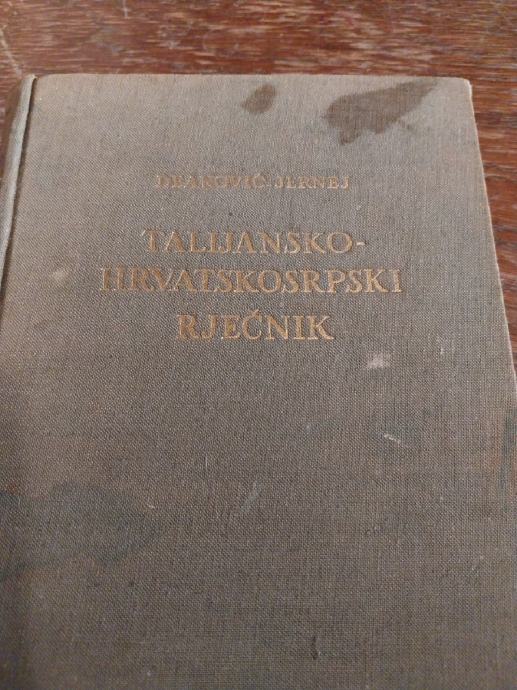 DEANOVIĆ-JERNEJ
TALIJANSKO-
HRVATSKOSRPSKI
RJEČNIK